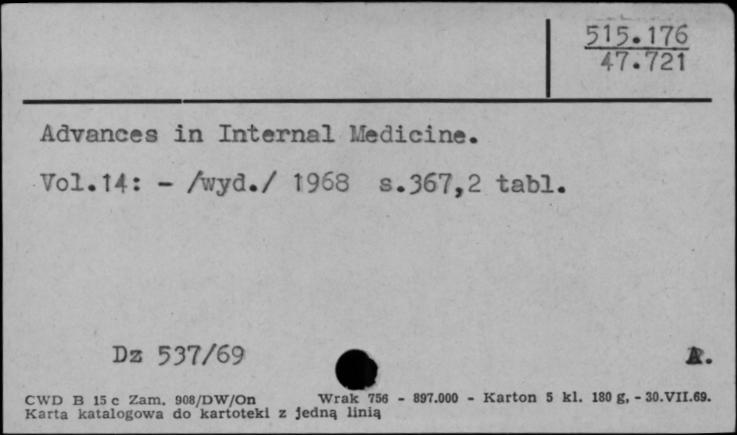 515.176
47.721
Advances in Internal Medicine.
Vol.14: - /wyd./ 1968 s.367,2 tabl.
Dz 537/69
A.
CWD B 15 c Zam. 908/DW/On Wrak 756 - 897.000 - Karton 5 kl. 180 g, - 30.VII.69.
Karta katalogowa do kartoteki z jedną linią